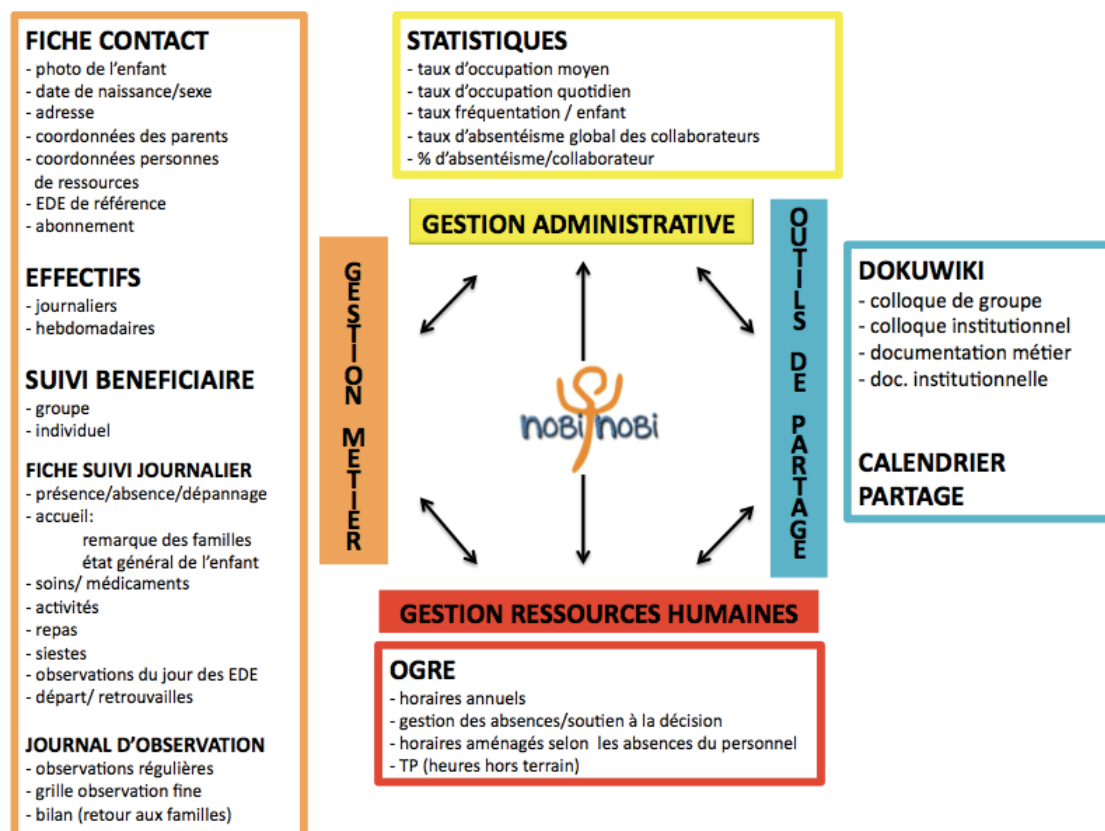 FICHE CONTACT
- photo de l'enfant
- date de naissance/sexe
- adresse
- coordonnées des parents
- coordonnées personnes
de ressources
- EDE de référence
- abonnement
EFFECTIFS
- journaliers
- hebdomadaires
SUIVI BENEFICIAIRE
- groupe
- individuel
FICHE SUIVI JOURNALIER
- présence/absence/dépannage
- accueil:
remarque des familles
état général de l'enfant
- soins/ médicaments
- activités
- repas
- siestes
- observations du jour des EDE
- départ/ retrouvailles
JOURNAL D'OBSERVATION
- observations régulières
- grille observation fine
- bilan (retour aux familles)
GESTION METIER
STATISTIQUES
- taux d'occupation moyen
- taux d'occupation quotidien
- taux fréquentation / enfant
- taux d'absentéisme global des collaborateurs
- % d'absentéisme/collaborateur
GESTION ADMINISTRATIVE
nobi nobi
GESTION RESSOURCES HUMAINES
OGRE
- horaires annuels
- gestion des absences/soutien à la décision
- horaires aménagés selon les absences du personnel
- TP (heures hors terrain)
OUTILS DE PARTAGE
DOKUWIKI
- colloque de groupe
- colloque institutionnel
- documentation métier
- doc. institutionnelle
CALENDRIER
PARTAGE